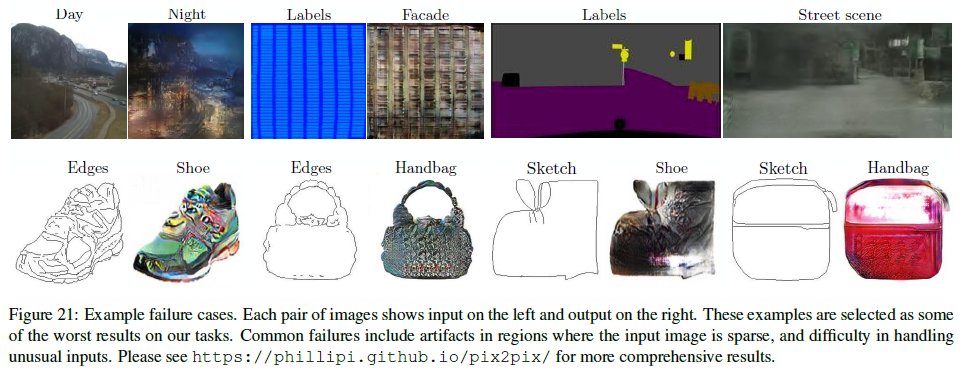 Day Night Labels Facade Labels Street scene
Edges Shoe Edges Handbag Sketch Shoe Sketch Handbag
Figure 21: Example failure cases. Each pair of images shows input on the left and output on the right. These examples are selected as some
of the worst results on our tasks. Common failures include artifacts in regions where the input image is sparse, and difficulty in handling
unusual inputs. Please see https://phillipi.github.io/pix2pix/ for more comprehensive results.